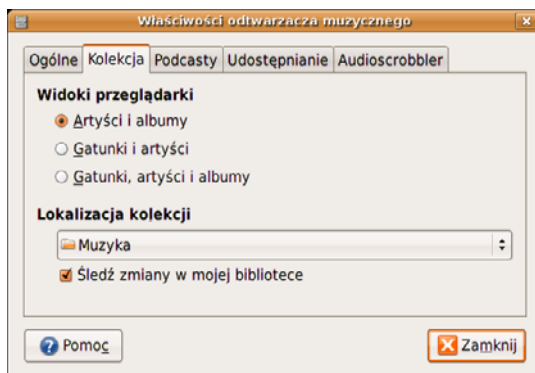 Właściwości odtwarzacza muzycznego
Ogólne Kolekcja Podcasty Udostępnianie Audioscrobbler
Widoki przeglądarki
Artyści i albumy
Gatunki i artyści
Gatunki, artyści i albumy
Lokalizacja kolekcji
Muzyka
Śledź zmiany w mojej bibliotece
Pomoc Zamknij